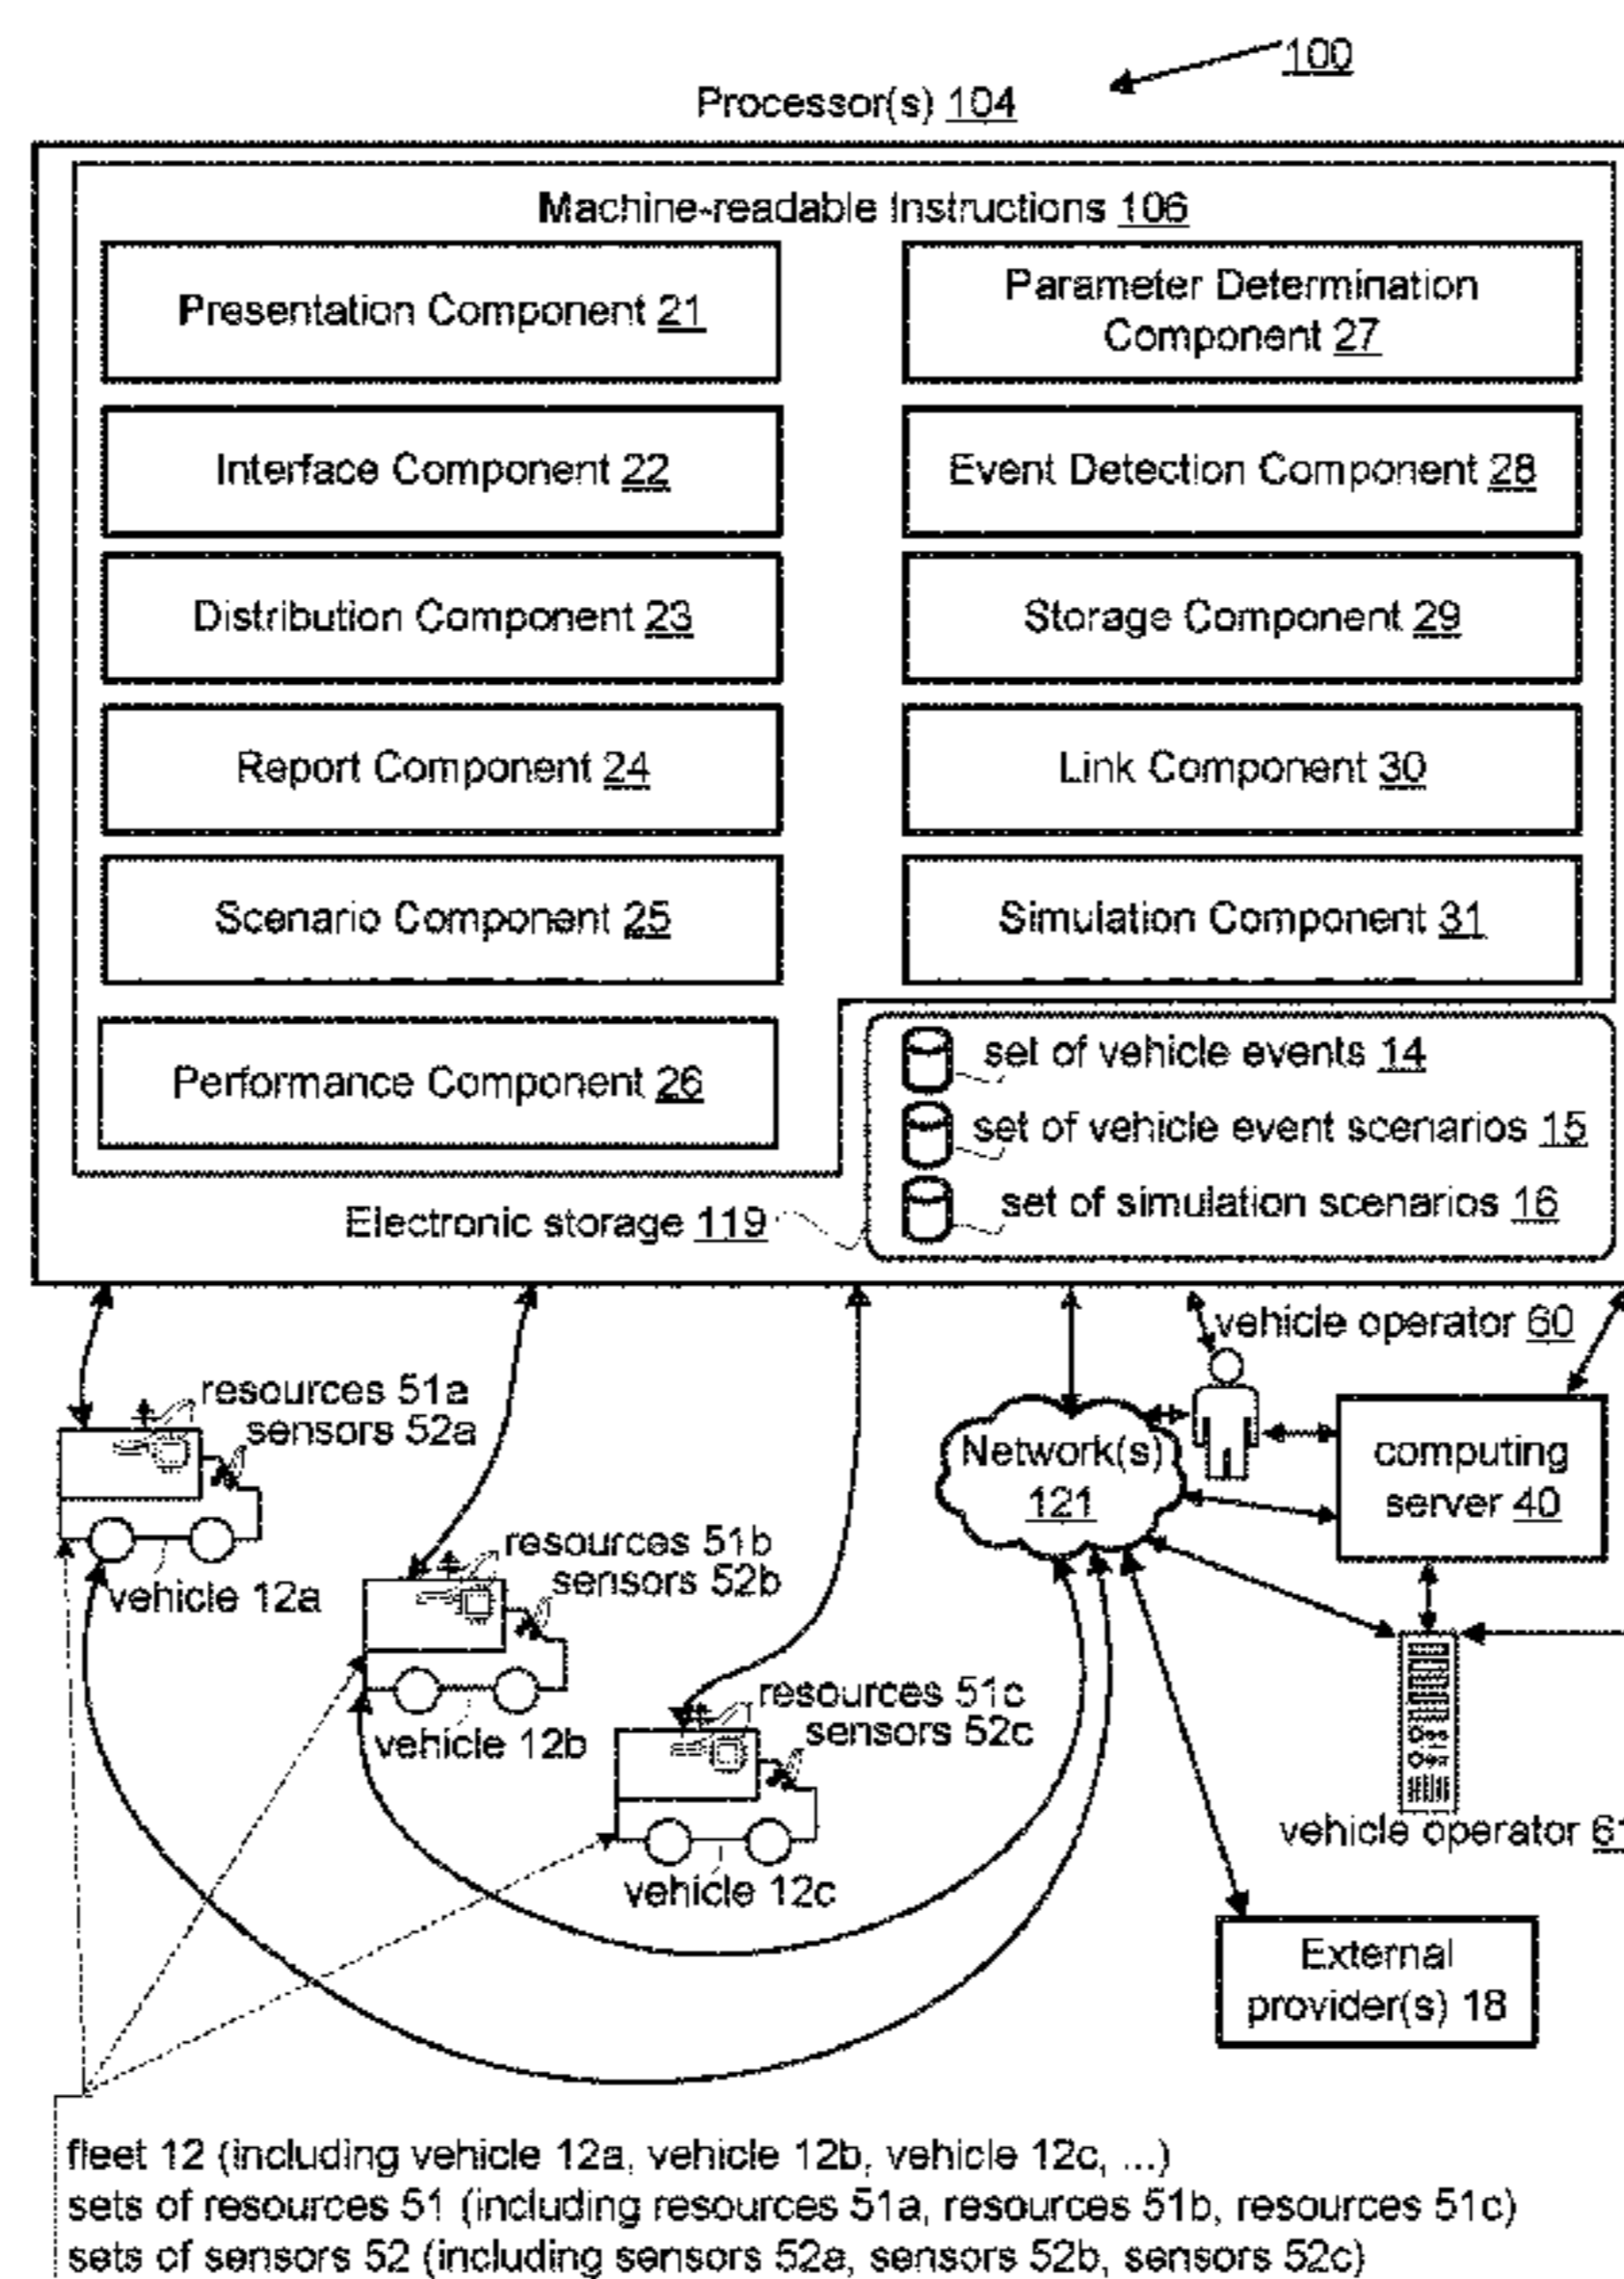 100
Processor(s) 104
Machine-readable Instructions 106
Presentation Component 21
Parameter Determination
Component 27
Interface Component 22
Event Detection Component 28
Distribution Component 23
Storage Component 29
Report Component 24
Link Component 30
Scenario Component 25
Simulation Component 31
Performance Component 26
set of vehicle events 14
set of vehicle event scenarios 15
set of simulation scenarios 16
Electronic storage 119
vehicle operator 60
resources 51a
sensors 52a
vehicle 12a
Network(s)
121
computing
server 40
resources 51b
sensors 52b
vehicle 12b
resources 51c
sensors 52c
vehicle 12c
vehicle operator 61
External
provider(s) 18
fleet 12 (including vehicle 12a, vehicle 12b, vehicle 12c, ...)
sets of resources 51 (including resources 51a, resources 51b, resources 51c)
sets of sensors 52 (including sensors 52a, sensors 52b, sensors 52c)